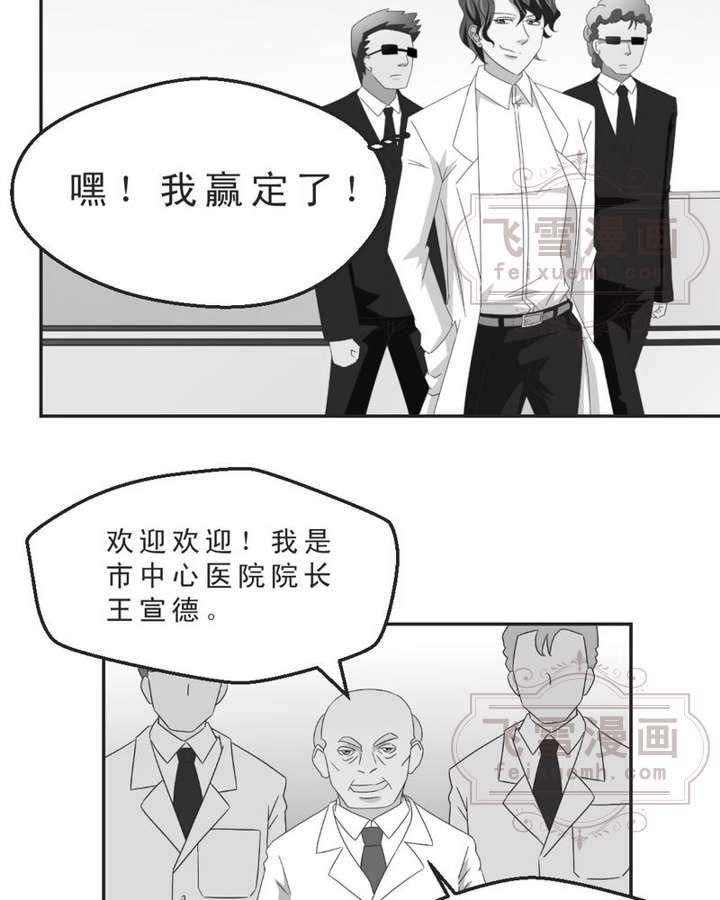 嘿！我赢定了！
飞雪漫画
feixuemh.com
欢迎欢迎！我是
市中心医院院长
王宣德。
飞雪漫画
feixuemh.com